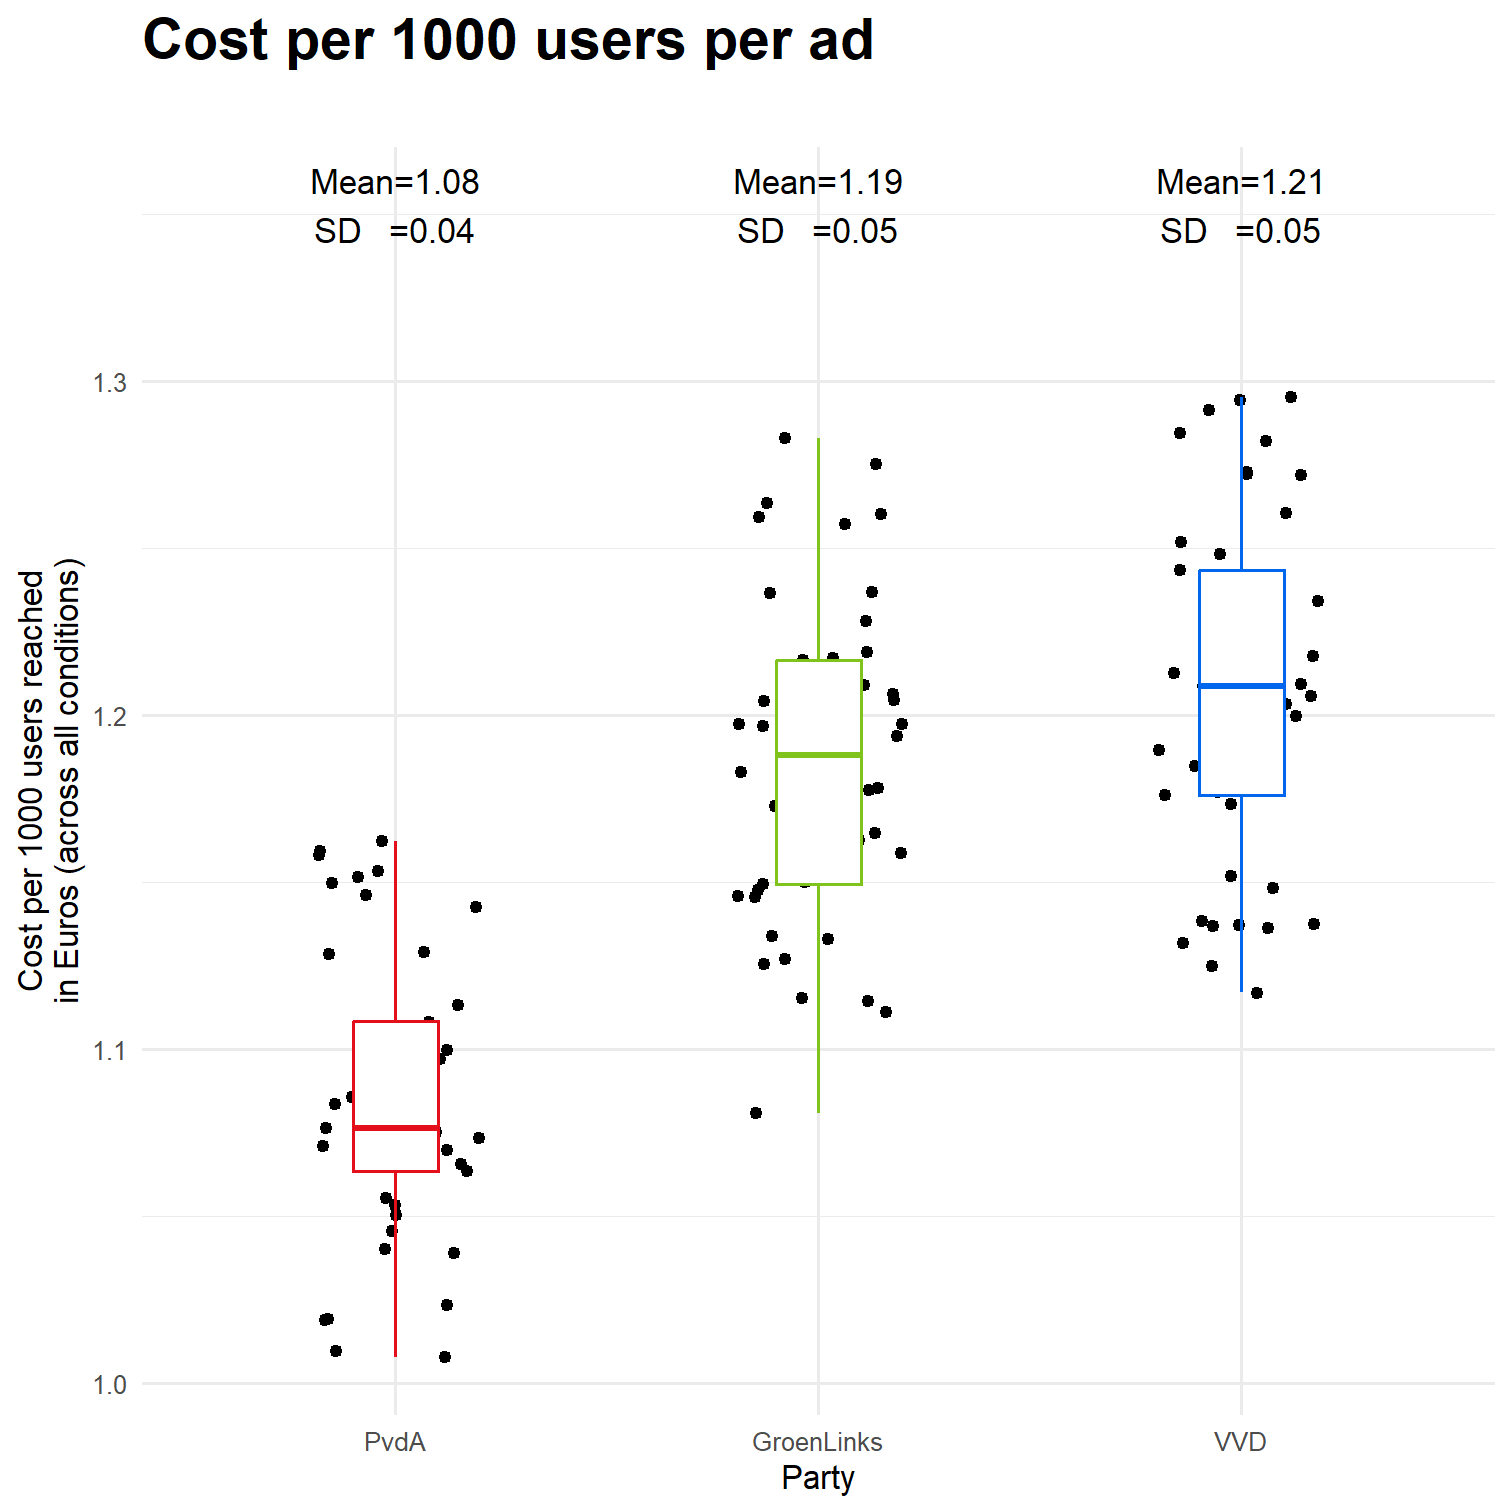 Cost per 1000 users per ad
Mean=1.08
SD =0.04
Mean=1.19
SD =0.05
Mean=1.21
SD =0.05
Cost per 1000 users reached
in Euros (across all conditions)
1.3
1.2
1.1
1.0
PvdA
GroenLinks
VVD
Party